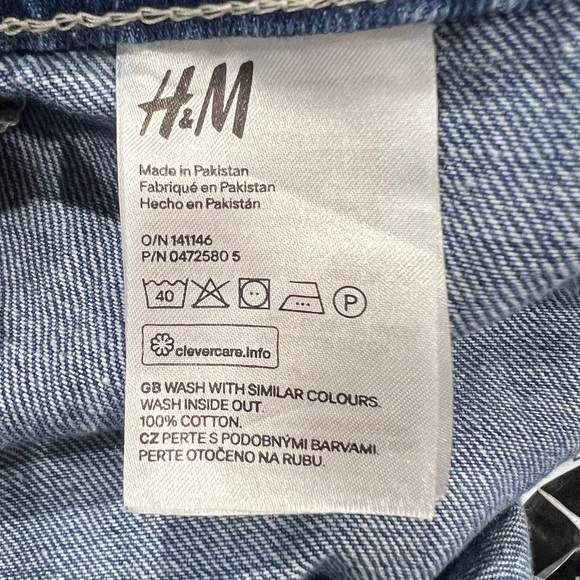 H&M
Made in Pakistan
Fabriqué en Pakistan
Hecho en Pakistán
O/N 141146
P/N 0472580 5
40 P
clevercare.info
GB WASH WITH SIMILAR COLOURS.
WASH INSIDE OUT.
100% COTTON.
CZ PERTE S PODOBNÝMI BARVAMI.
PERTE OTOČENO NA RUBU.